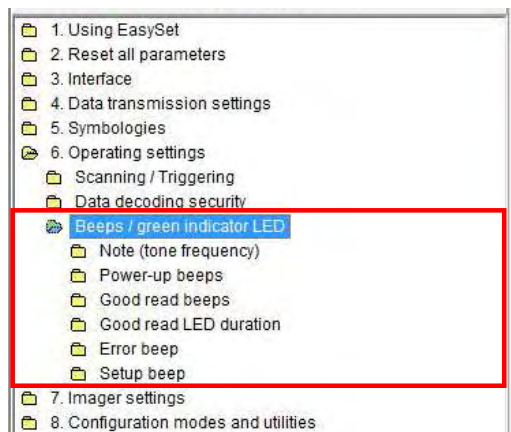 1. Using EasySet
2. Reset all parameters
3. Interface
4. Data transmission settings
5. Symbologies
6. Operating settings
Scanning / Triggering
Data decoding security
Beeps / green indicator LED
Note (tone frequency)
Power-up beeps
Good read beeps
Good read LED duration
Error beep
Setup beep
7. Imager settings
8. Configuration modes and utilities